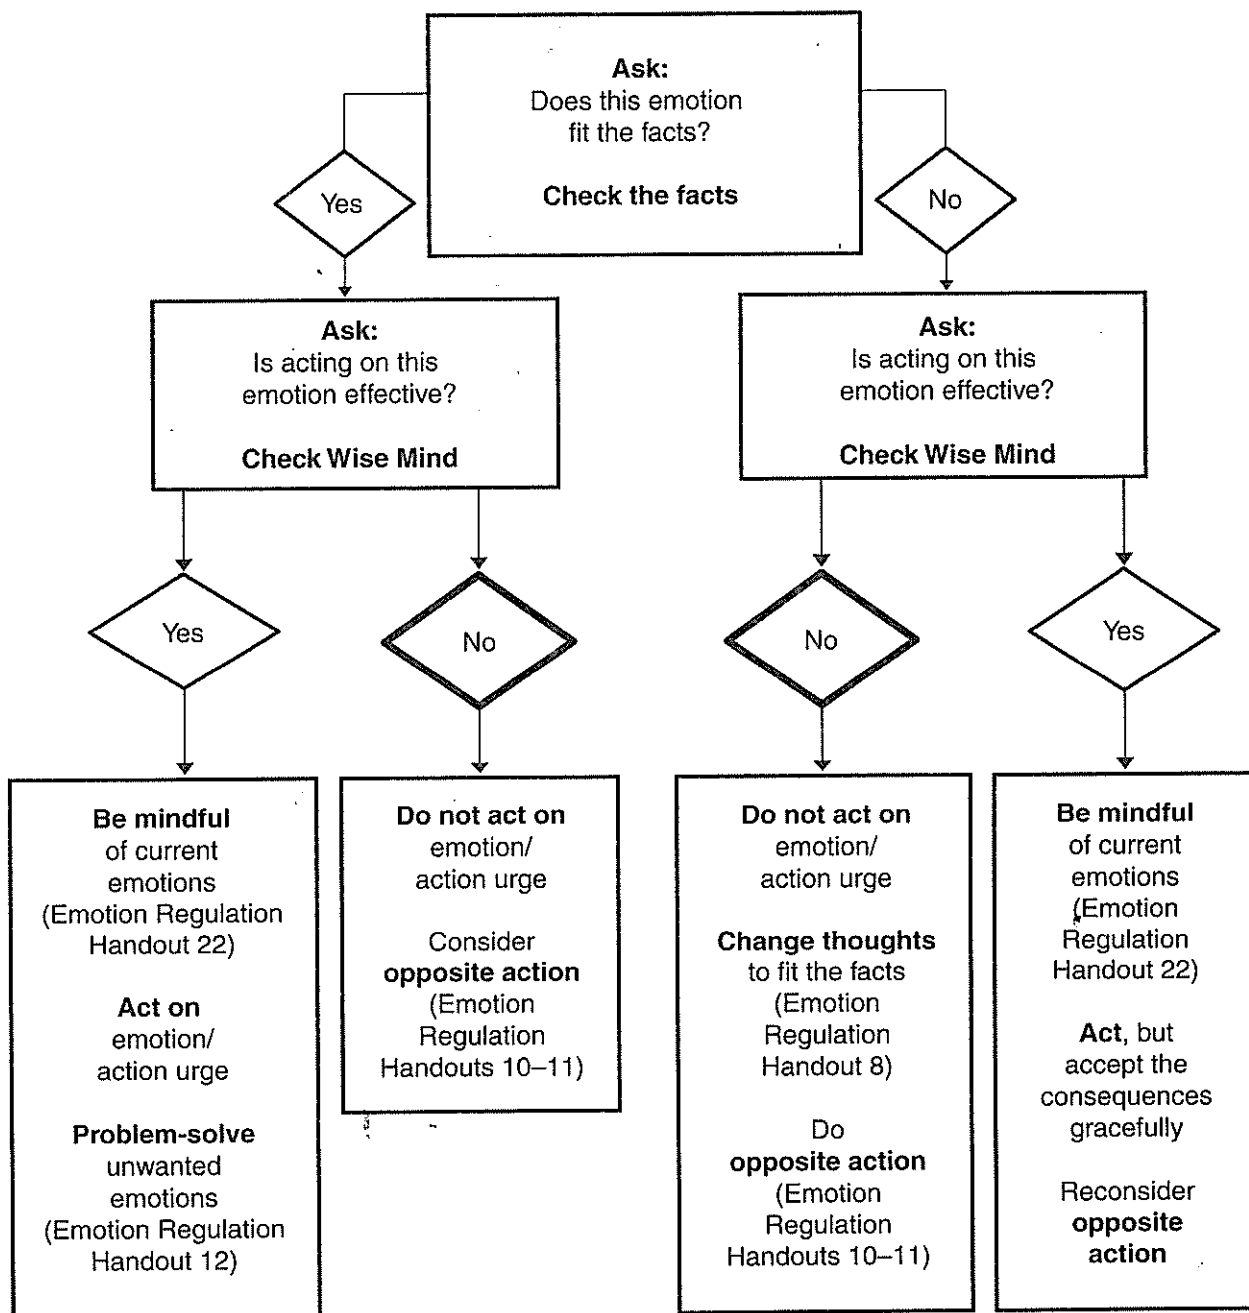 Ask:
Does this emotion
fit the facts?
Check the facts
Yes
No
Ask:
Is acting on this
emotion effective?
Check Wise Mind
Ask:
Is acting on this
emotion effective?
Check Wise Mind
Yes
No
No
Yes
Be mindful
of current
emotions
(Emotion Regulation
Handout 22)
Act on
emotion/
action urge
Problem-solve
unwanted
emotions
(Emotion Regulation
Handout 12)
Do not act on
emotion/
action urge
Consider
opposite action
(Emotion
Regulation
Handouts 10–11)
Do not act on
emotion/
action urge
Change thoughts
to fit the facts
(Emotion
Regulation
Handout 8)
Do
opposite action
(Emotion
Regulation
Handouts 10–11)
Be mindful
of current
emotions
(Emotion
Regulation
Handout 22)
Act, but
accept the
consequences
gracefully
Reconsider
opposite
action